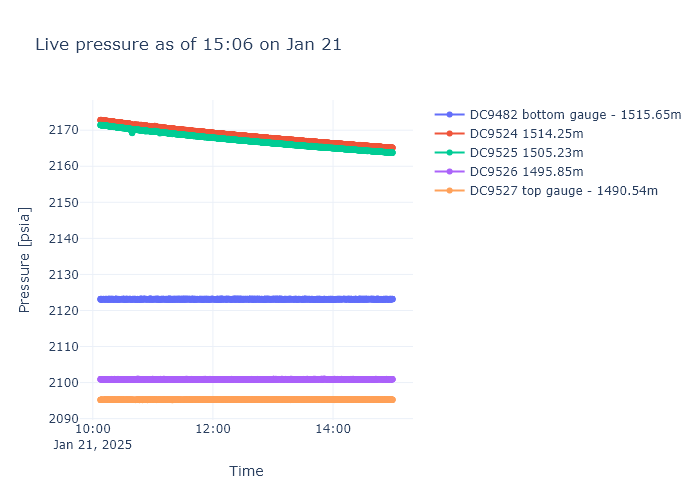 Live pressure as of 15:06 on Jan 21
DC9482 bottom gauge - 1515.65m
DC9524 1514.25m
DC9525 1505.23m
DC9526 1495.85m
DC9527 top gauge - 1490.54m
Pressure [psia]
2170
2160
2150
2140
2130
2120
2110
2100
2090
10:00
12:00
14:00
Jan 21, 2025
Time